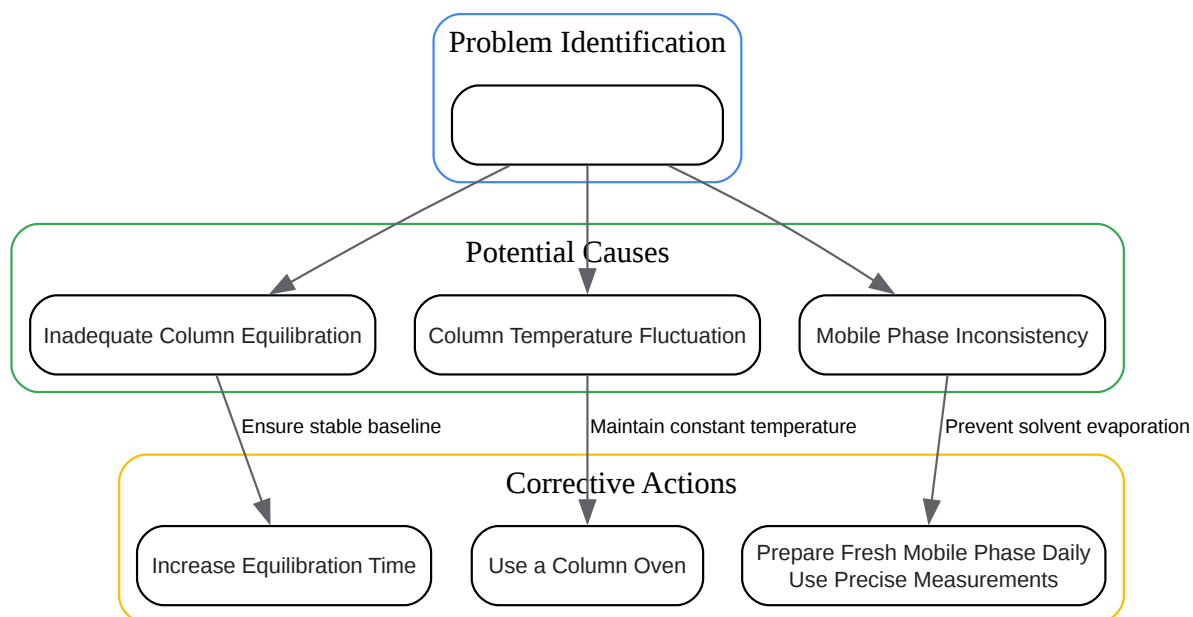 Problem Identification
Potential Causes
Inadequate Column Equilibration
Column Temperature Fluctuation
Mobile Phase Inconsistency
Ensure stable baseline
Maintain constant temperature
Prevent solvent evaporation
Corrective Actions
Increase Equilibration Time
Use a Column Oven
Prepare Fresh Mobile Phase Daily
Use Precise Measurements